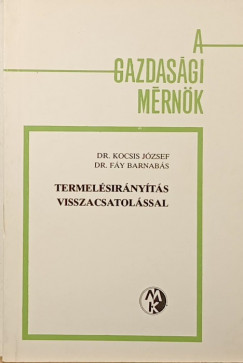 A
GAZDASÁGI
MÉRNÖK
DR. KOCSIS JÓZSEF
DR. FÁY BARNABÁS
TERMELÉSIRÁNYÍTÁS
VISSZACSATOLÁSSAL
MK